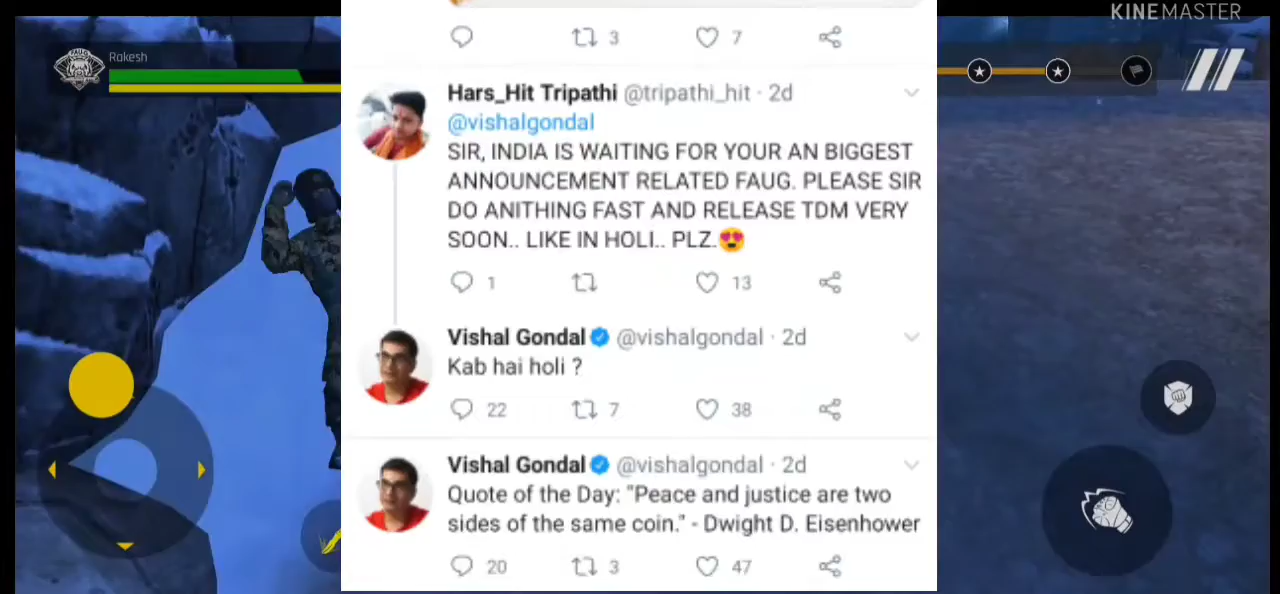 KINEMASTER
Rakesh
FAUG
3 7
Hars_Hit Tripathi @tripathi_hit · 2d
@vishalgondal
SIR, INDIA IS WAITING FOR YOUR AN BIGGEST
ANNOUNCEMENT RELATED FAUG. PLEASE SIR
DO ANITHING FAST AND RELEASE TDM VERY
SOON.. LIKE IN HOLI.. PLZ.😍
1 13
Vishal Gondal @vishalgondal · 2d
Kab hai holi ?
22 7 38
Vishal Gondal @vishalgondal · 2d
Quote of the Day: "Peace and justice are two
sides of the same coin." - Dwight D. Eisenhower
20 3 47